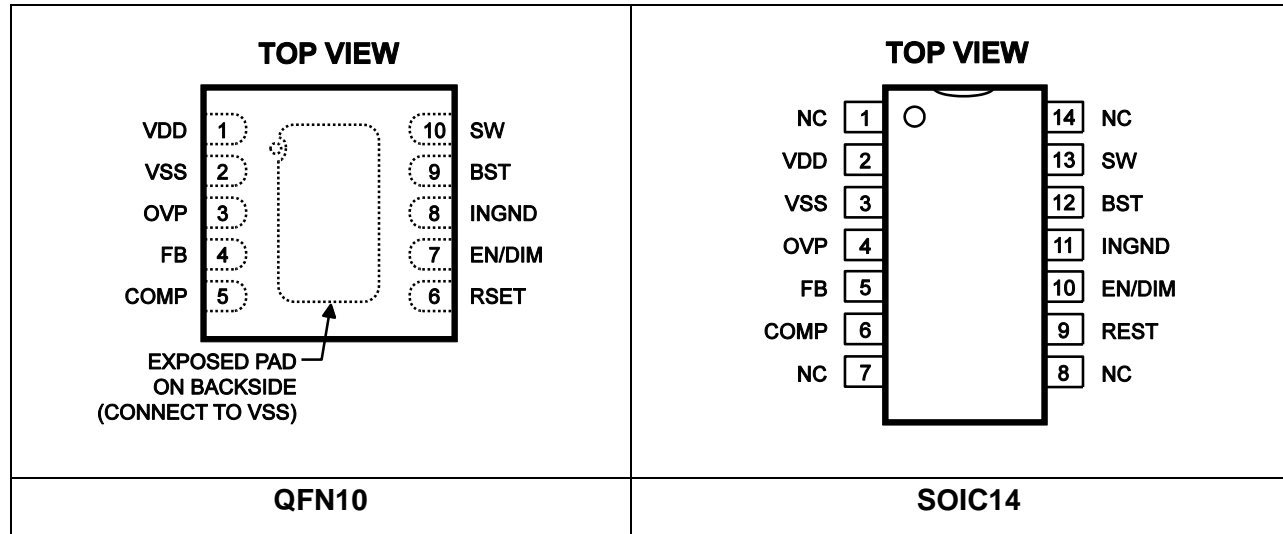 TOP VIEW
VDD 1
VSS 2
OVP 3
FB 4
COMP 5
10 SW
9 BST
8 INGND
7 EN/DIM
6 RSET
EXPOSED PAD
ON BACKSIDE
(CONNECT TO VSS)
QFN10
TOP VIEW
NC 1
VDD 2
VSS 3
OVP 4
FB 5
COMP 6
NC 7
14 NC
13 SW
12 BST
11 INGND
10 EN/DIM
9 REST
8 NC
SOIC14